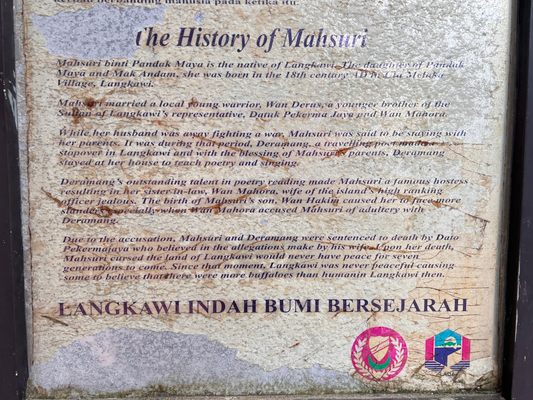 berbanding manusia pada ketika itu.
The History of Mahsuri
Mahsuri binti Pandak Maya is the native of Langkawi. The daughter of Pandak
Maya and Mak Andam, she was born in the 18th century AD in Melaka
Village, Langkawi.
Mahsuri married a local young warrior, Wan Derus, a younger brother of the
Sultan of Langkawi's representative, Datuk Pekerma Jaya and Wan Mahora.
While her husband was away fighting a war, Mahsuri was said to be staying with
her parents. It was during that period, Deramang, a travelling poet made a
stopover in Langkawi and with the blessing of Mahsuri's parents, Deramang
stayed at her house to teach poetry and singing.
Deramang's outstanding talent in poetry reading made Mahsuri a famous hostess
resulting in her sister-in-law, Wan Mahora, wife of the island's high ranking
officer jealous. The birth of Mahsuri's son, Wan Hakim caused her to face more
slander especially when Wan Mahora accused Mahsuri of adultery with
Deramang.
Due to the accusation, Mahsuri and Deramang were sentenced to death by Dato
Pekermajaya who believed in the allegations make by his wife. Upon her death,
Mahsuri cursed the land of Langkawi would never have peace for seven
generations to come. Since that moment, Langkawi was never peaceful causing
some to believe that there were more buffaloes than humanin Langkawi then.
LANGKAWI INDAH BUMI BERSEJARAH